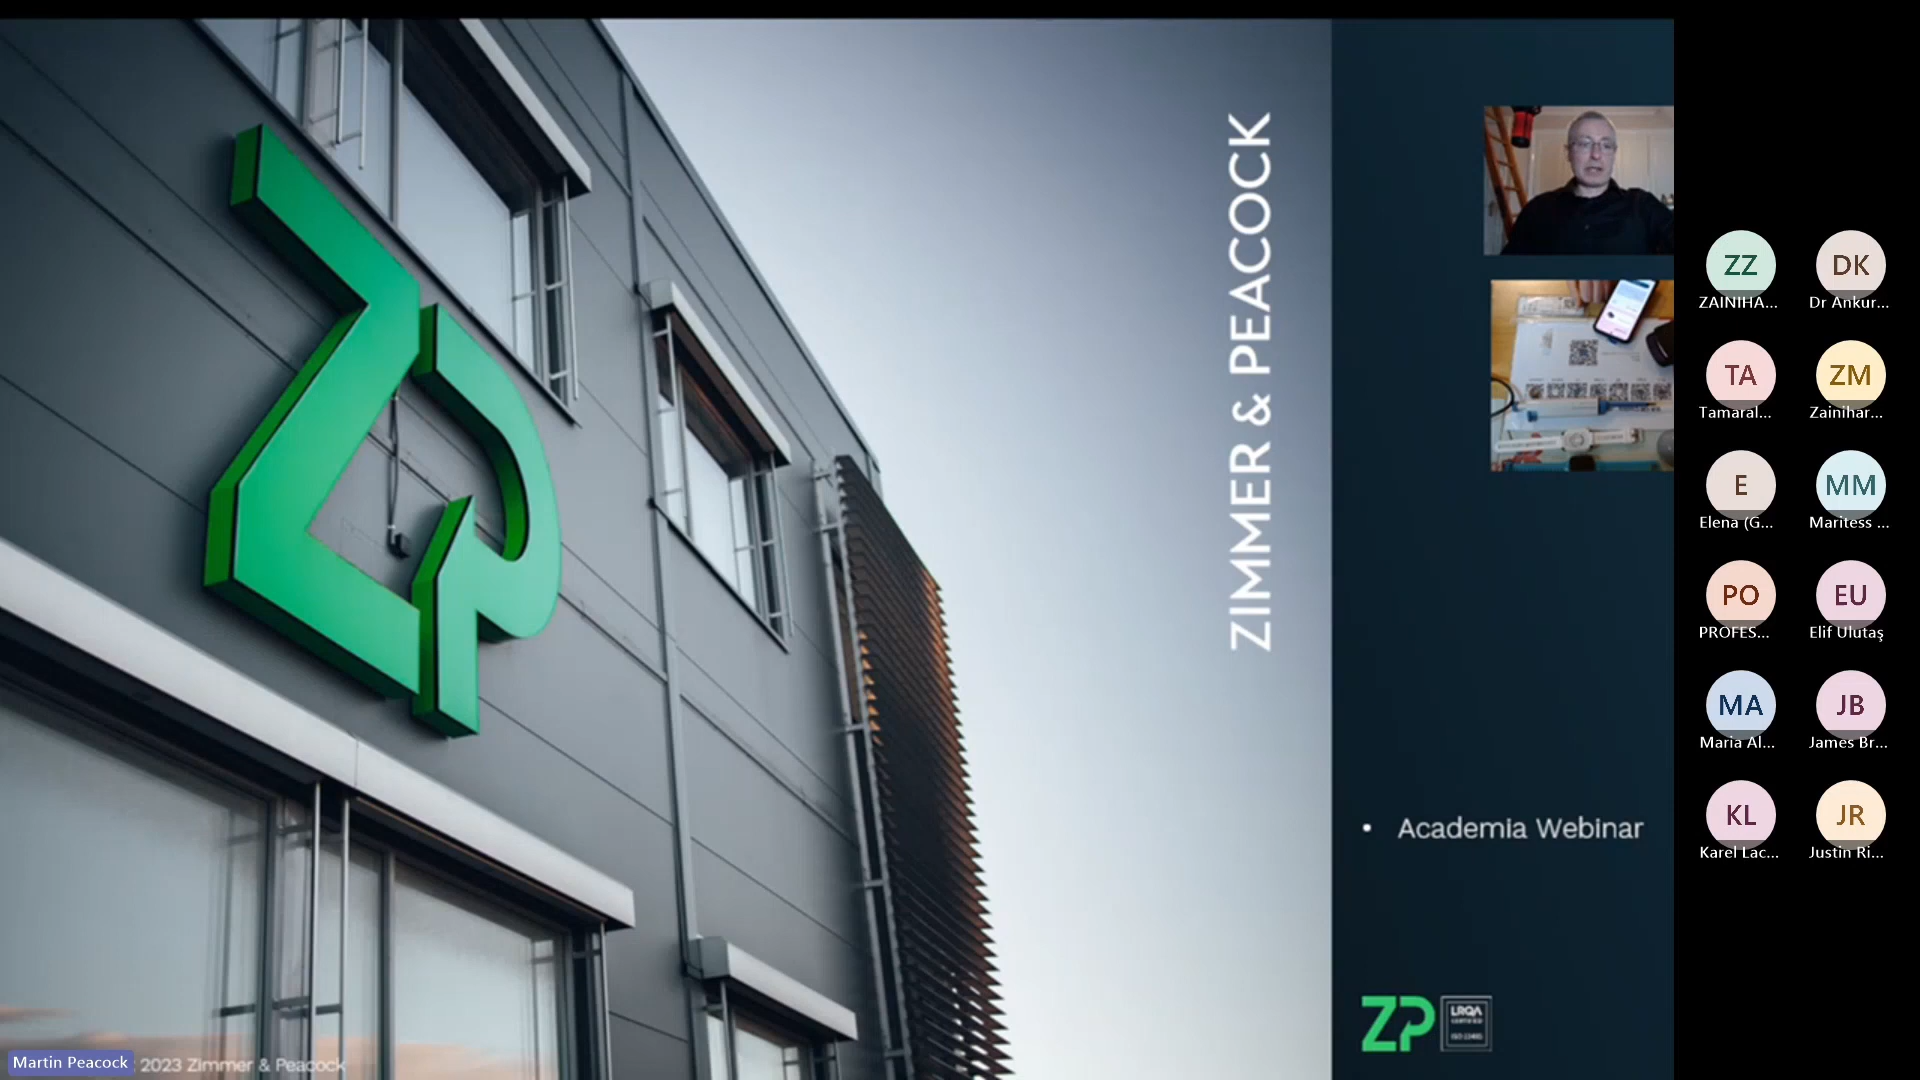 ZIMMER & PEACOCK
• Academia Webinar
ZP
LRQA
CERTIFIED
Martin Peacock
2023 Zimmer & Peacock
ZZ
ZAINIHA...
DK
Dr Ankur...
TA
Tamaral...
ZM
Zainihar...
E
Elena (G...
MM
Maritess ...
PO
PROFES...
EU
Elif Ulutaş
MA
Maria Al...
JB
James Br...
KL
Karel Lac...
JR
Justin Ri...